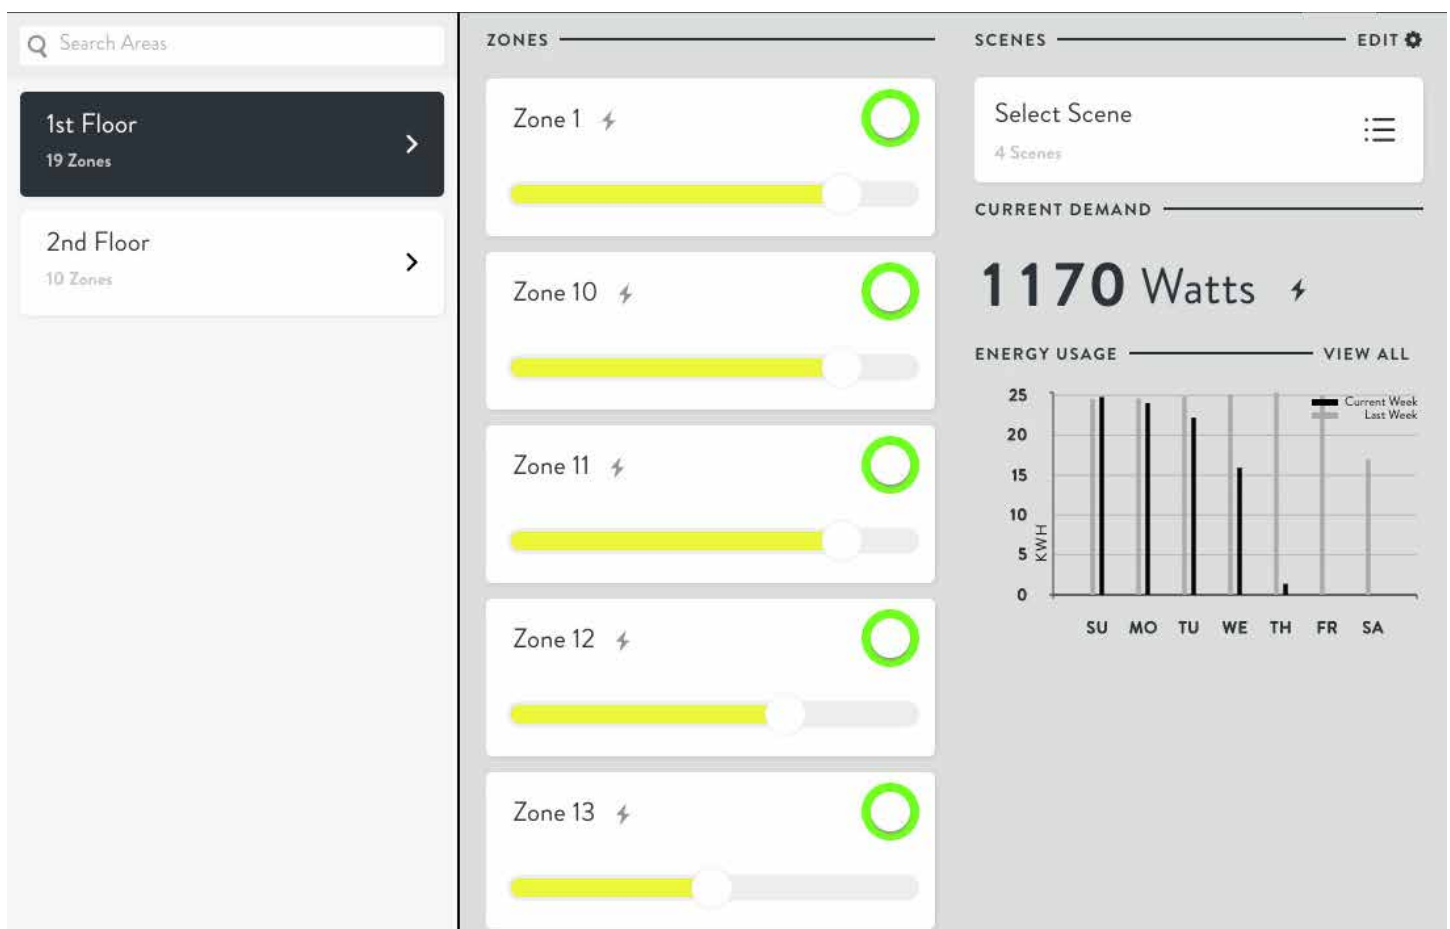 Search Areas
1st Floor
19 Zones
2nd Floor
10 Zones
ZONES
Zone 1
Zone 10
Zone 11
Zone 12
Zone 13
SCENES
EDIT
Select Scene
4 Scenes
CURRENT DEMAND
1170 Watts
ENERGY USAGE
VIEW ALL
25
20
15
10
5
0
KWH
Current Week
Last Week
SU MO TU WE TH FR SA